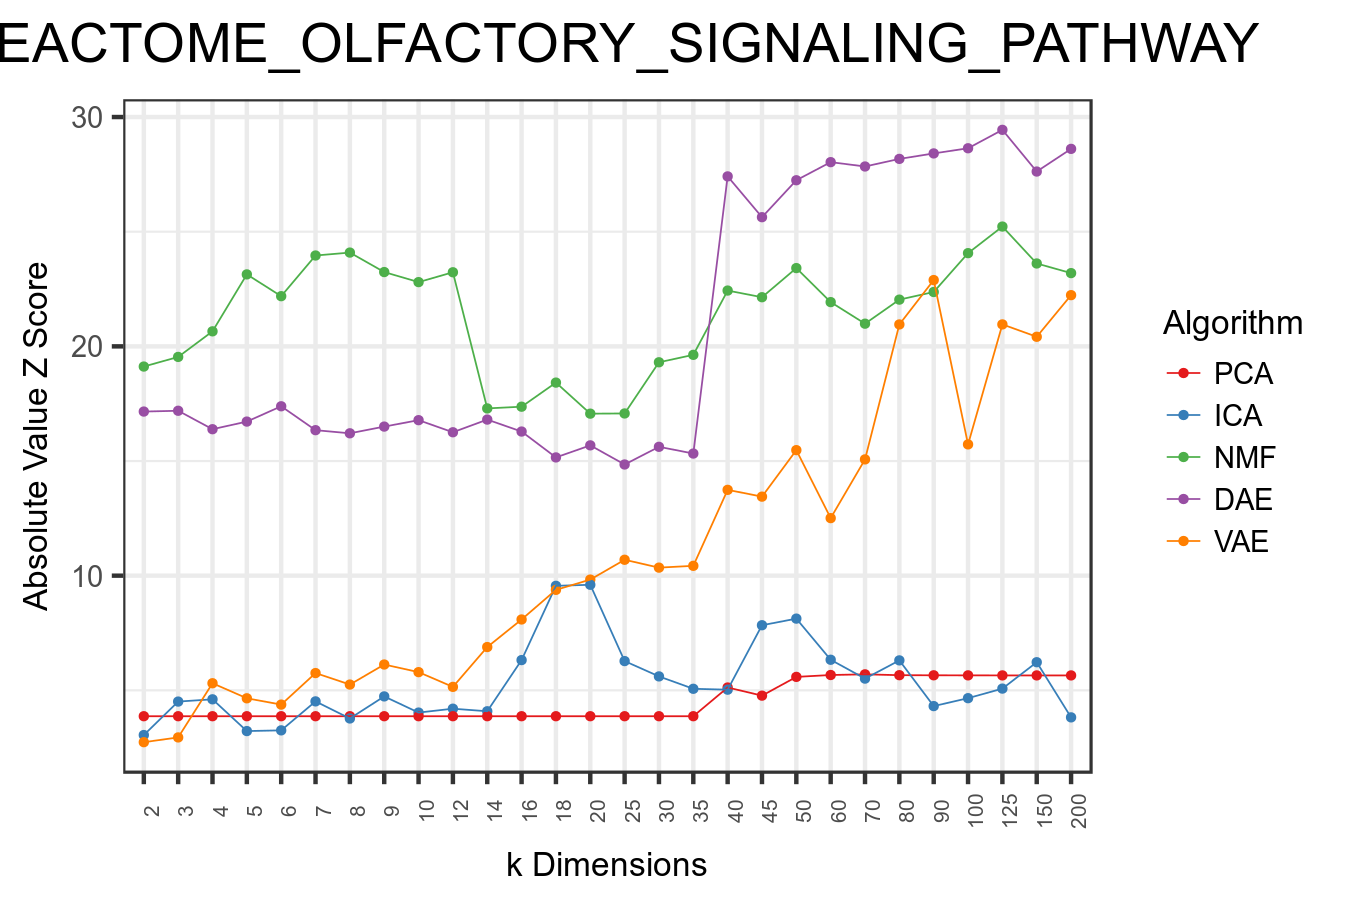 EACTOME_OLFACTORY_SIGNALING_PATHWAY
30
20
10
Absolute Value Z Score
2 3 4 5 6 7 8 9 10 12 14 16 18 20 25 30 35 40 45 50 60 70 80 90 100 125 150 200
k Dimensions
Algorithm
PCA
ICA
NMF
DAE
VAE